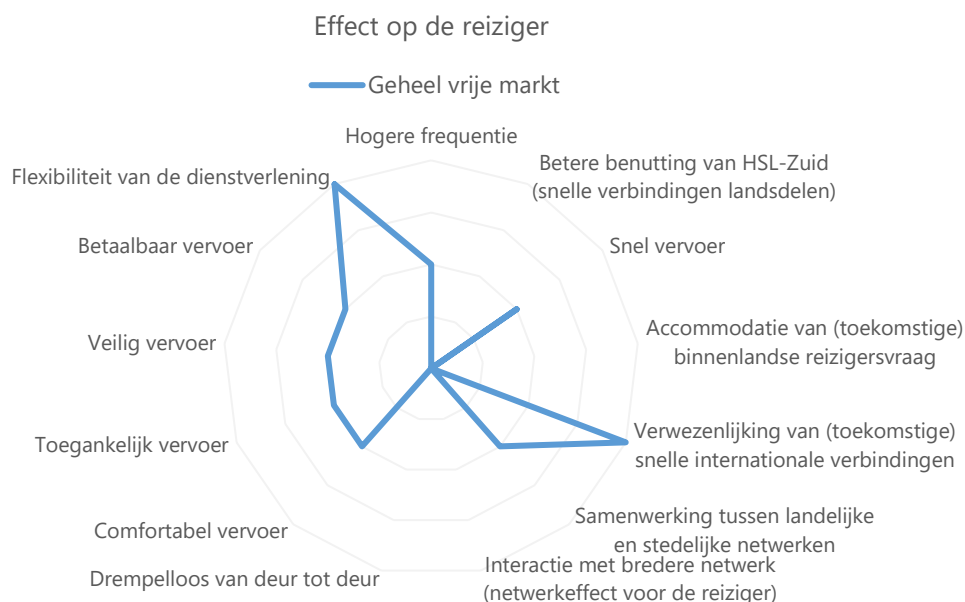 Effect op de reiziger
Geheel vrije markt
Hogere frequentie
Betere benutting van HSL-Zuid
(snelle verbindingen landsdelen)
Snel vervoer
Accommodatie van (toekomstige)
binnenlandse reizigersvraag
Verwezenlijking van (toekomstige)
snelle internationale verbindingen
Samenwerking tussen landelijke
en stedelijke netwerken
Interactie met bredere netwerk
(netwerkeffect voor de reiziger)
Drempelloos van deur tot deur
Comfortabel vervoer
Toegankelijk vervoer
Veilig vervoer
Betaalbaar vervoer
Flexibiliteit van de dienstverlening